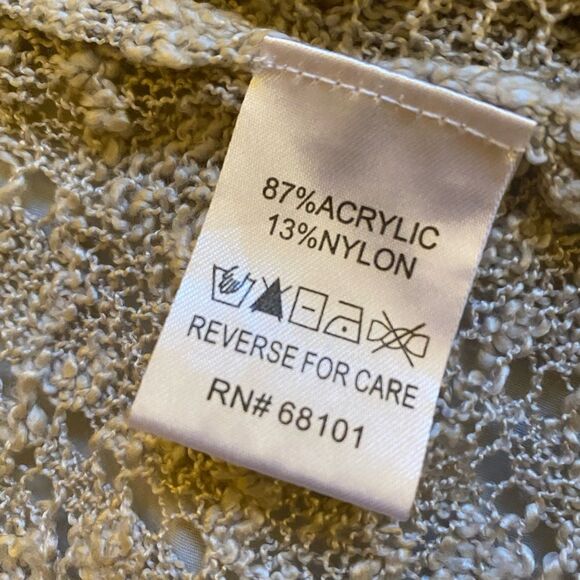 87%ACRYLIC
13%NYLON
REVERSE FOR CARE
RN# 68101